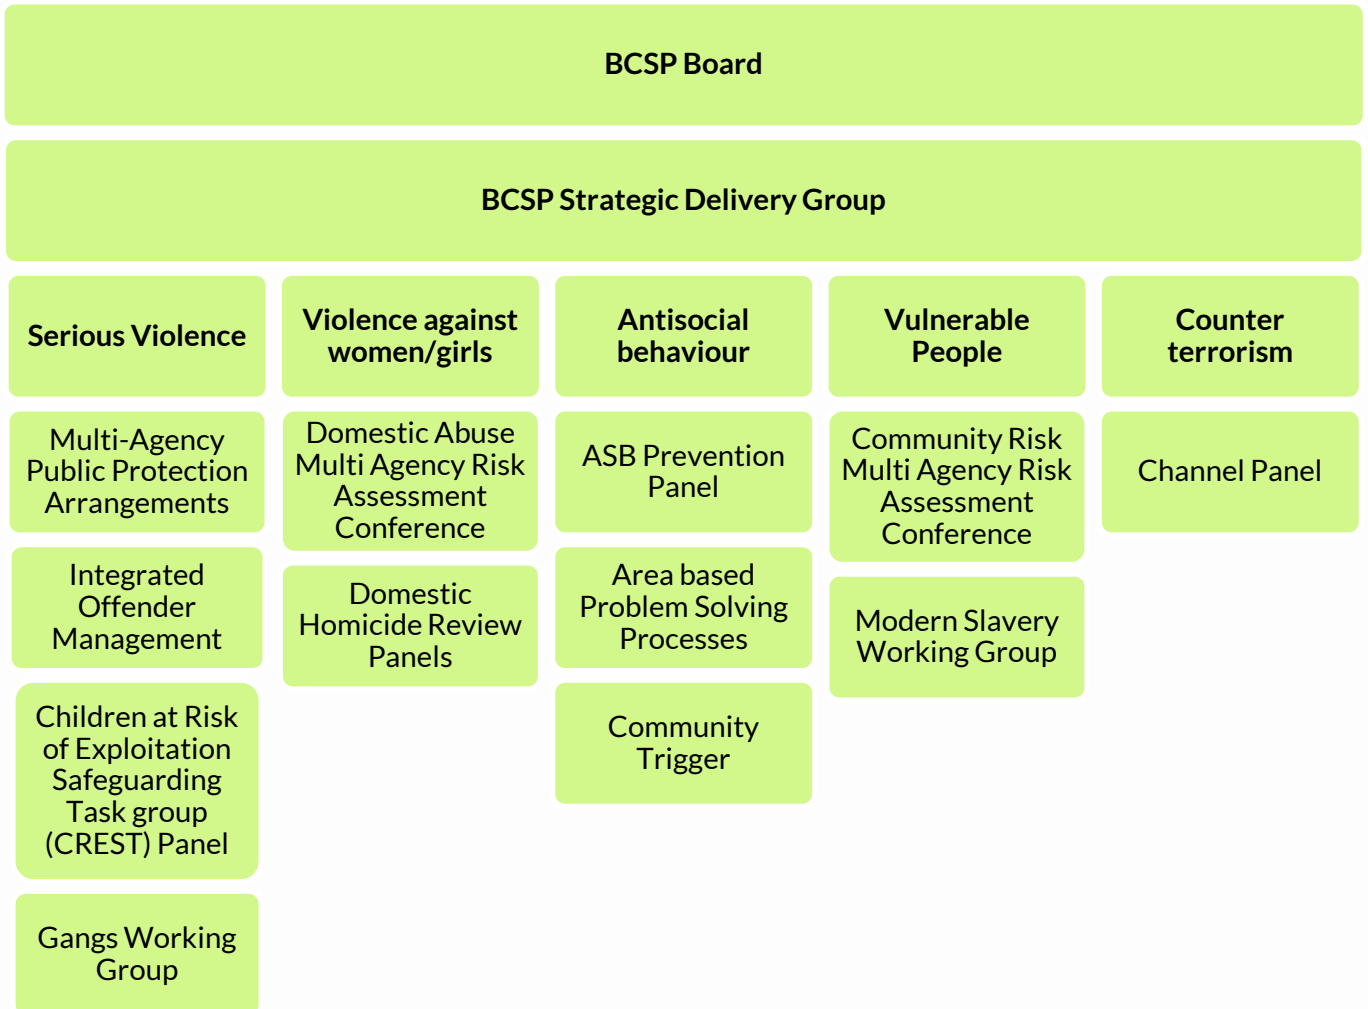 BCSP Board
BCSP Strategic Delivery Group
Serious Violence
Violence against
women/girls
Antisocial
behaviour
Vulnerable
People
Counter
terrorism
Multi-Agency
Public Protection
Arrangements
Domestic Abuse
Multi Agency Risk
Assessment
Conference
ASB Prevention
Panel
Community Risk
Multi Agency Risk
Assessment
Conference
Channel Panel
Integrated
Offender
Management
Domestic
Homicide Review
Panels
Area based
Problem Solving
Processes
Modern Slavery
Working Group
Children at Risk
of Exploitation
Safeguarding
Task group
(CREST) Panel
Community
Trigger
Gangs Working
Group